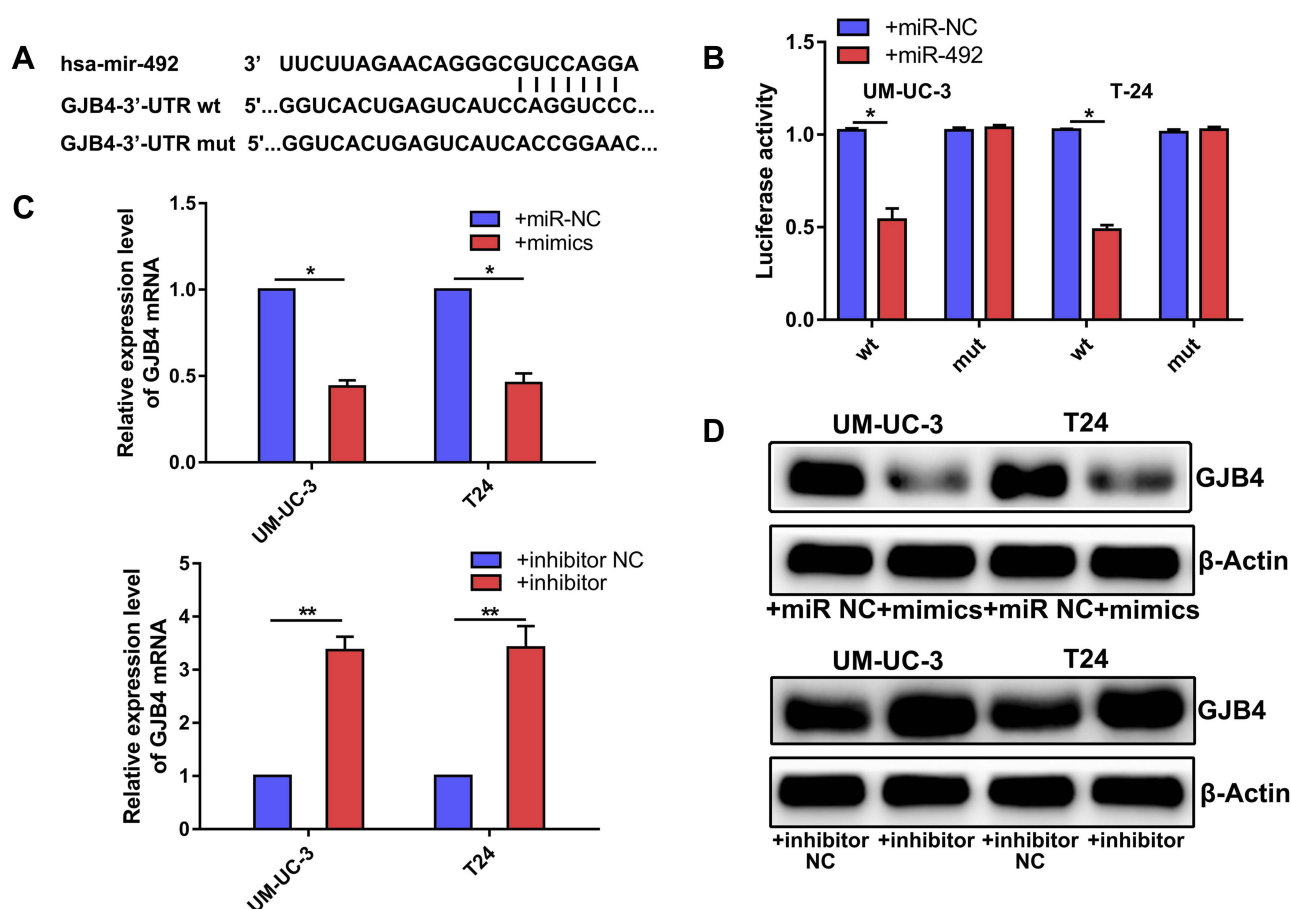 A
hsa-mir-492 3' UUCUUAGAACAGGGCGUCCAGGA
GJB4-3'-UTR wt 5'...GGUCACUGAGUCAUCCAGGUCCC...
GJB4-3'-UTR mut 5'...GGUCACUGAGUCAUCACCGGAAC...
B
+miR-NC
+miR-492
UM-UC-3 T-24
* *
Luciferase activity
1.5
1.0
0.5
0.0
wt mut wt mut
C
+miR-NC
+mimics
* *
Relative expression level
of GJB4 mRNA
1.5
1.0
0.5
0.0
UM-UC-3 T24
+inhibitor NC
+inhibitor
** **
Relative expression level
of GJB4 mRNA
5
4
3
2
1
0
UM-UC-3 T24
D
UM-UC-3 T24
GJB4
β-Actin
+miR NC +mimics +miR NC +mimics
UM-UC-3 T24
GJB4
β-Actin
+inhibitor NC +inhibitor +inhibitor NC +inhibitor